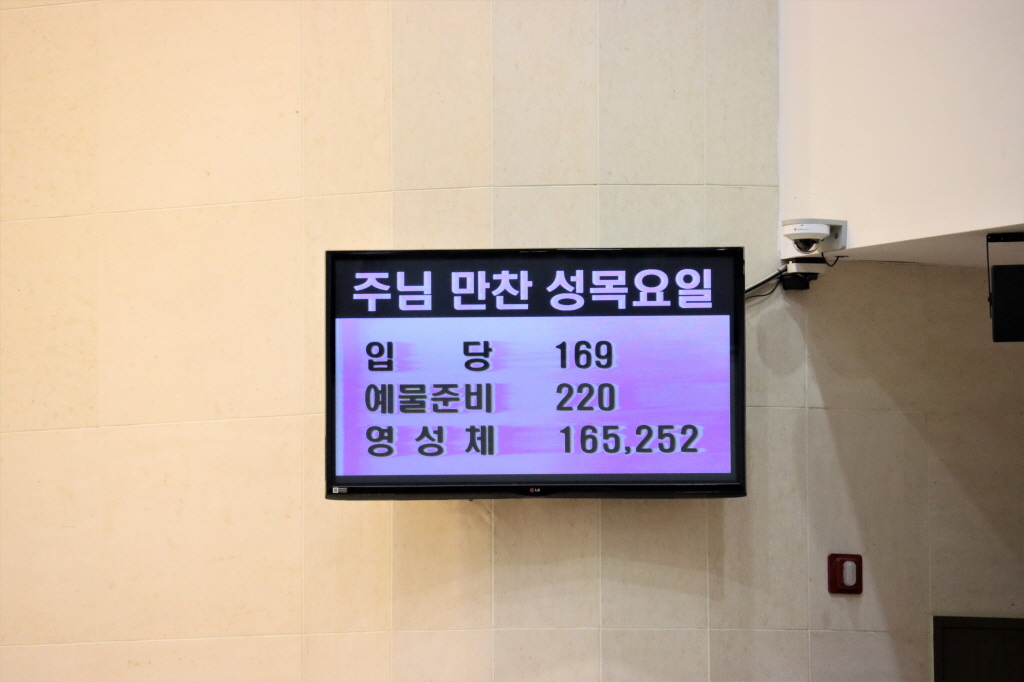 주님 만찬 성목요일
입 당 169
예물준비 220
영성체 165,252
LG